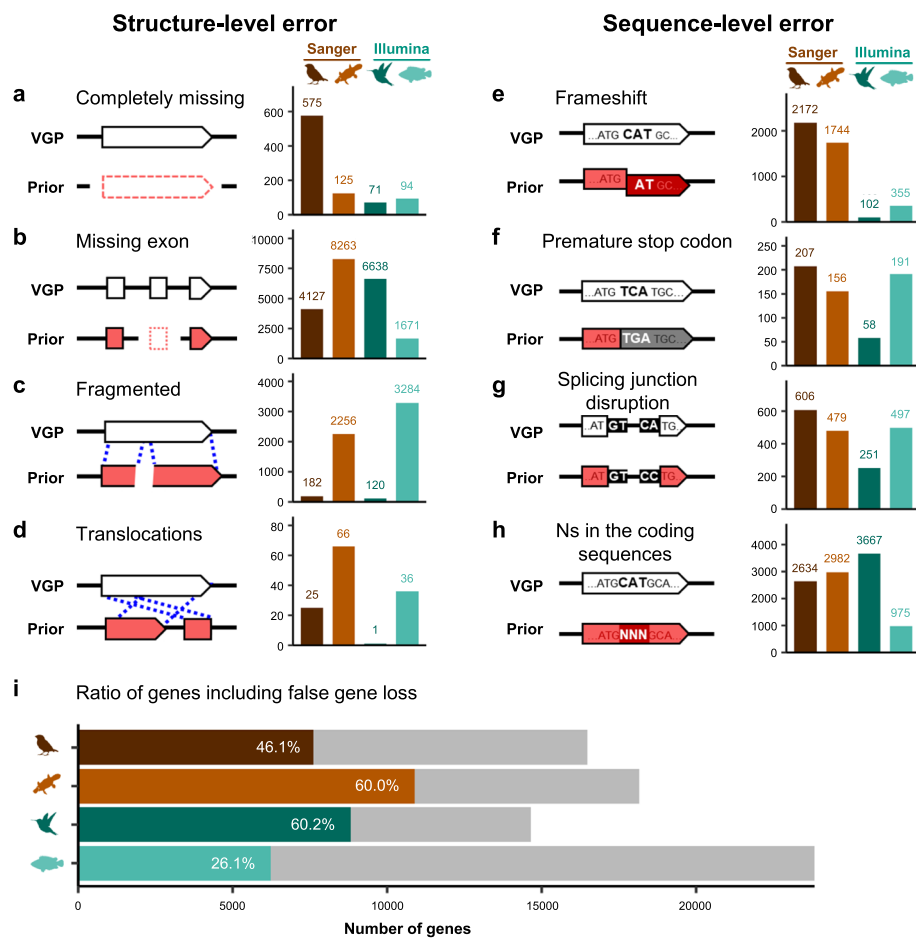 Structure-level error
Sequence-level error
Sanger Illumina
Sanger Illumina
a Completely missing
VGP
Prior
600
400
200
0
575
125
71
94
b Missing exon
VGP
Prior
10000
7500
5000
2500
0
4127
8263
6638
1671
c Fragmented
VGP
Prior
4000
3000
2000
1000
0
182
2256
120
3284
d Translocations
VGP
Prior
80
60
40
20
0
25
66
1
36
e Frameshift
VGP
...ATG CAT GC...
Prior
...ATG AT GC...
2000
1000
0
2172
1744
102
355
f Premature stop codon
VGP
...ATG TCA TGC...
Prior
...ATG TGA TGC...
250
200
150
100
50
0
207
156
58
191
g Splicing junction
disruption
VGP
...AT GT CA TG...
Prior
...AT GT CC TG...
600
400
200
0
606
479
251
497
h Ns in the coding
sequences
VGP
...ATGCATGCA...
Prior
...ATGNNNGCA...
4000
3000
2000
1000
0
2634
2982
3667
975
i Ratio of genes including false gene loss
46.1%
60.0%
60.2%
26.1%
0 5000 10000 15000 20000
Number of genes